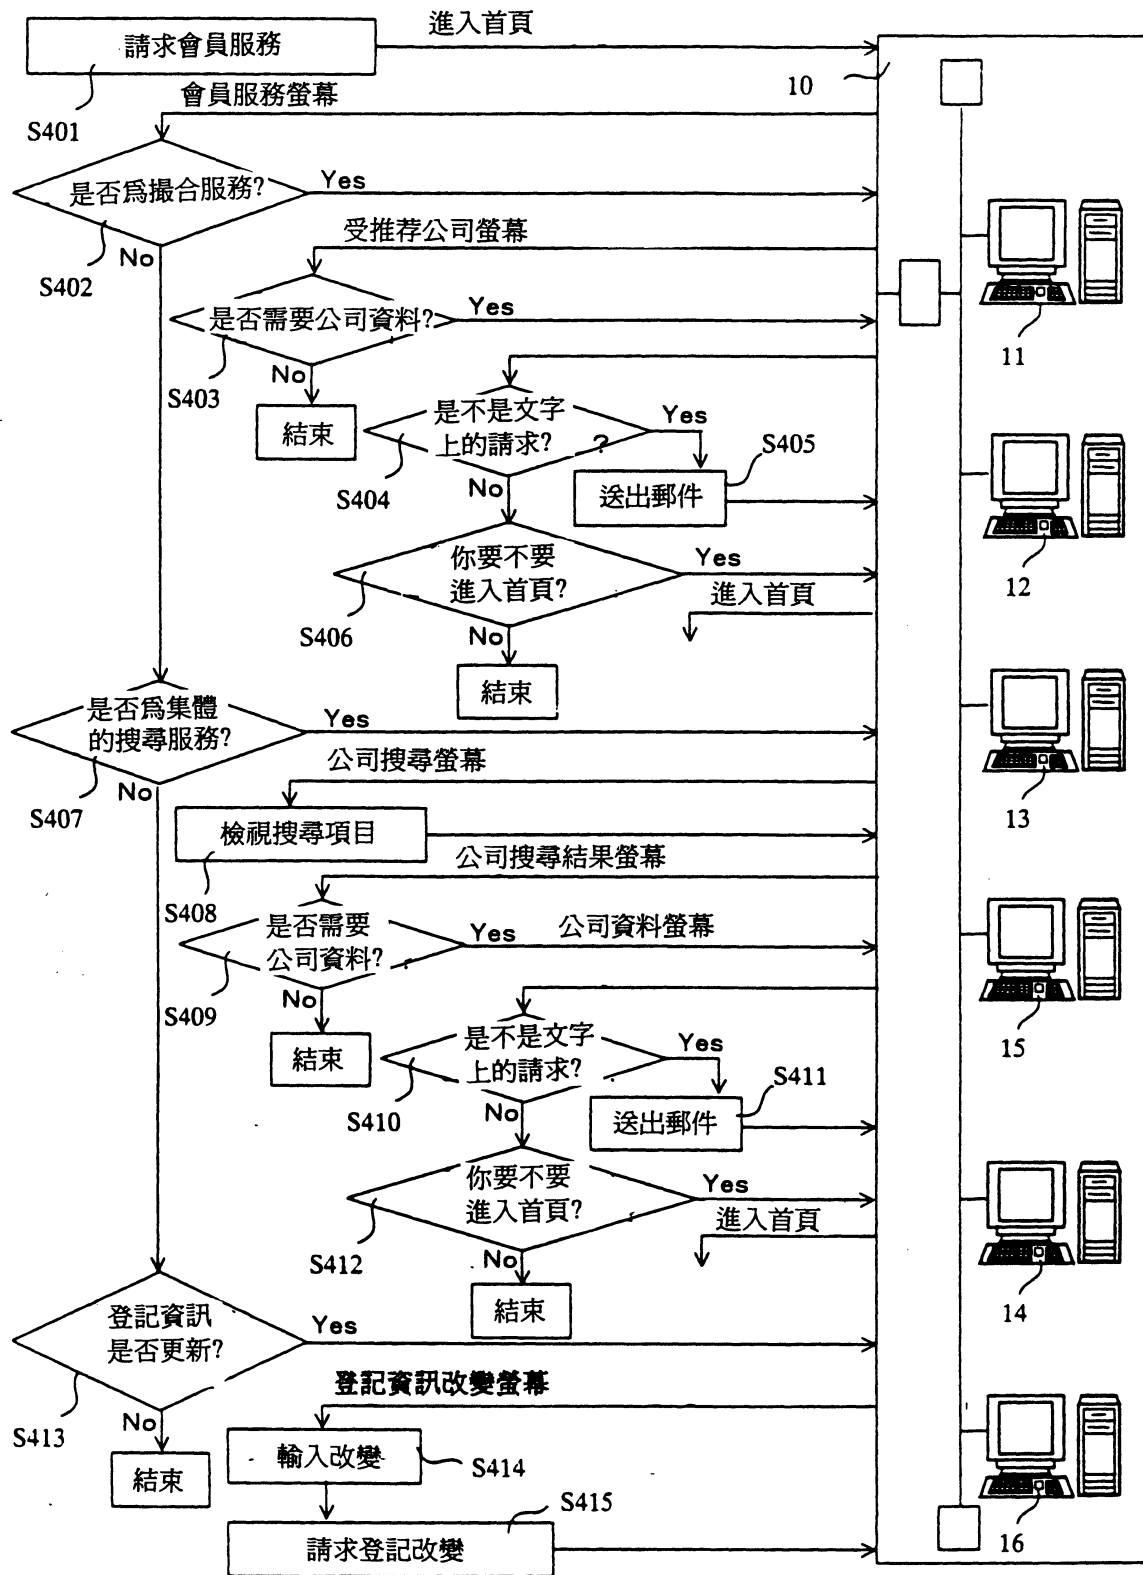 請求會員服務
進入首頁
S401
會員服務螢幕
10
是否為撮合服務?
Yes
No
S402
受推荐公司螢幕
是否需要公司資料?
Yes
11
S403
No
結束
是不是文字
上的請求? ?
Yes
S404
No
S405
送出郵件
12
你要不要
進入首頁?
Yes
進入首頁
S406
No
結束
是否為集體
的搜尋服務?
Yes
公司搜尋螢幕
S407
No
13
檢視搜尋項目
公司搜尋結果螢幕
S408
是否需要
公司資料?
Yes
公司資料螢幕
S409
No
結束
是不是文字
上的請求?
Yes
15
S410
No
S411
送出郵件
你要不要
進入首頁?
Yes
進入首頁
S412
No
結束
14
登記資訊
是否更新?
Yes
登記資訊改變螢幕
S413
No
結束
輸入改變
S414
S415
請求登記改變
16